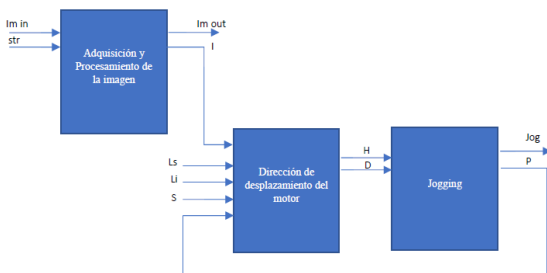 Im in
str
Adquisición y
Procesamiento de
la imagen
Im out
I
Ls
Li
S
Dirección de
desplazamiento del
motor
H
D
Jogging
Jog
P